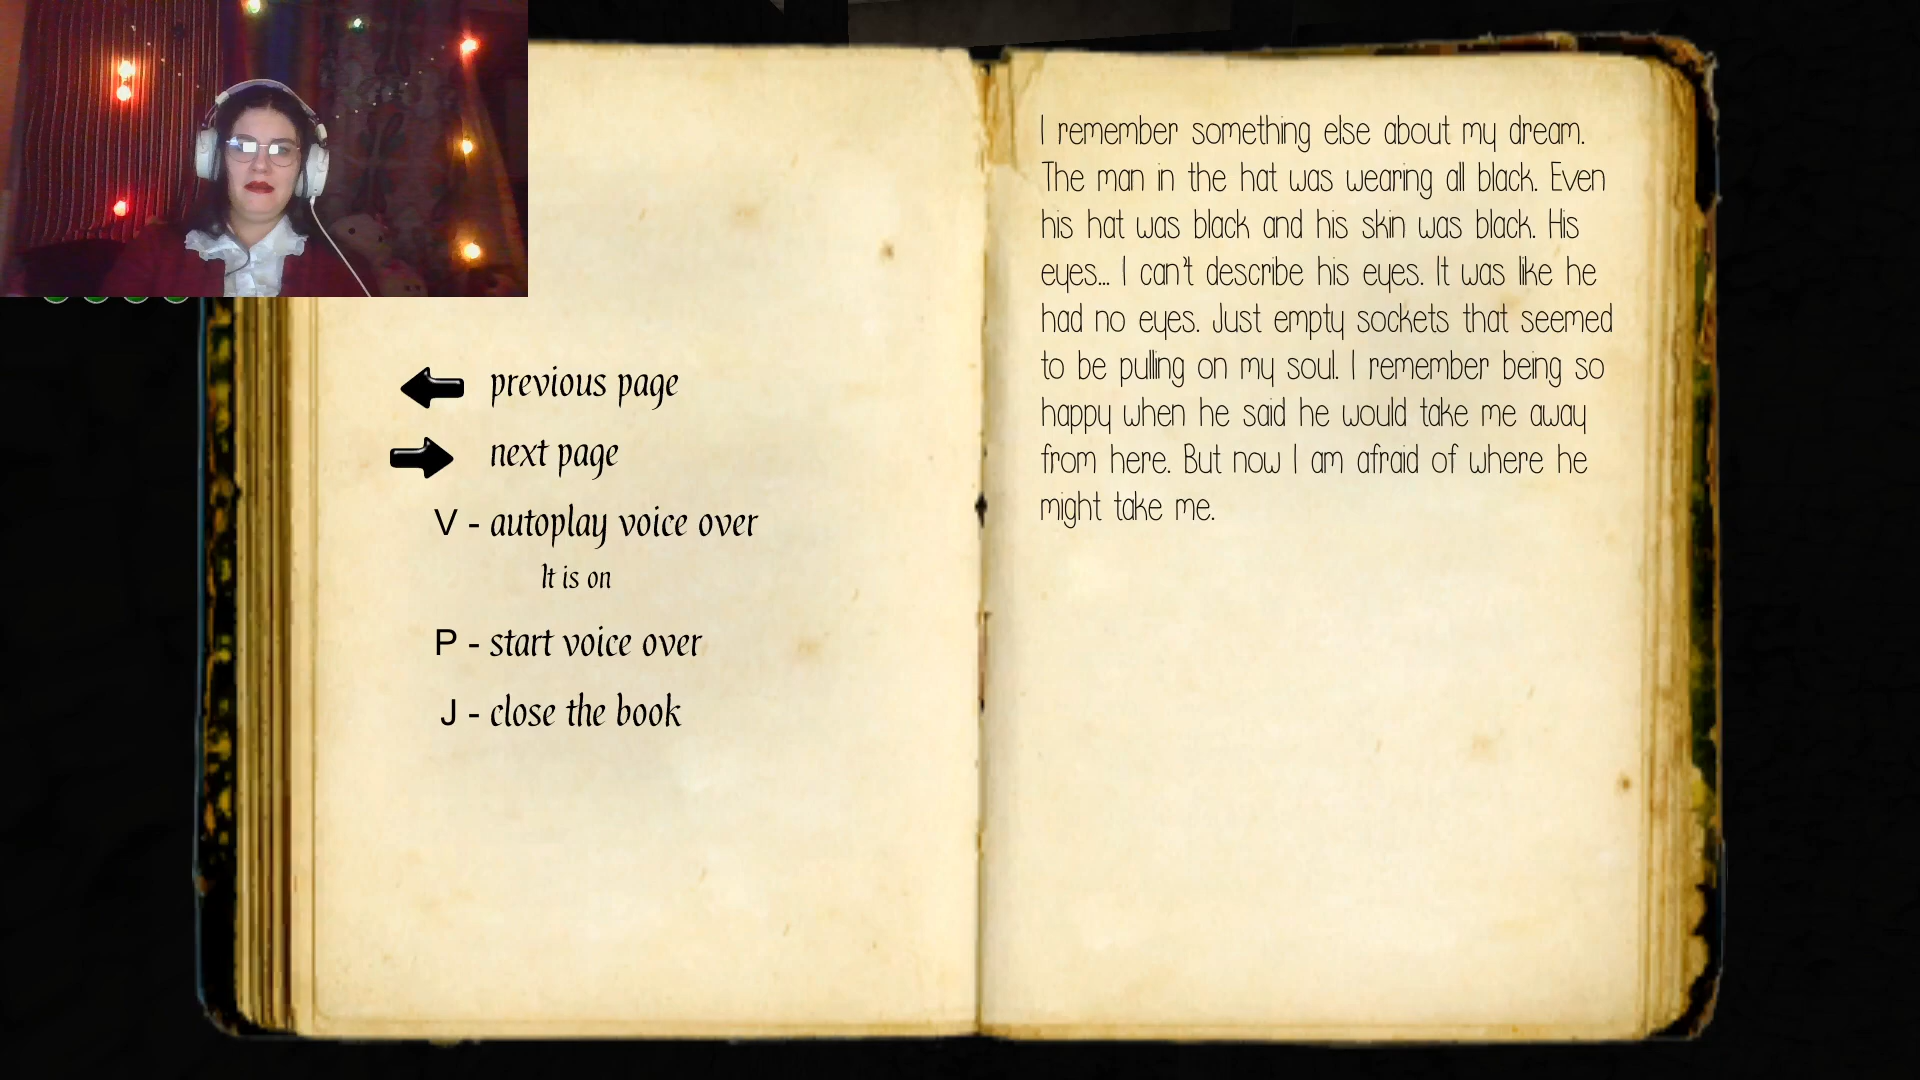 previous page
next page
V - autoplay voice over
It is on
P - start voice over
J - close the book
I remember something else about my dream.
The man in the hat was wearing all black. Even
his hat was black and his skin was black. His
eyes... I can't describe his eyes. It was like he
had no eyes. Just empty sockets that seemed
to be pulling on my soul. I remember being so
happy when he said he would take me away
from here. But now I am afraid of where he
might take me.